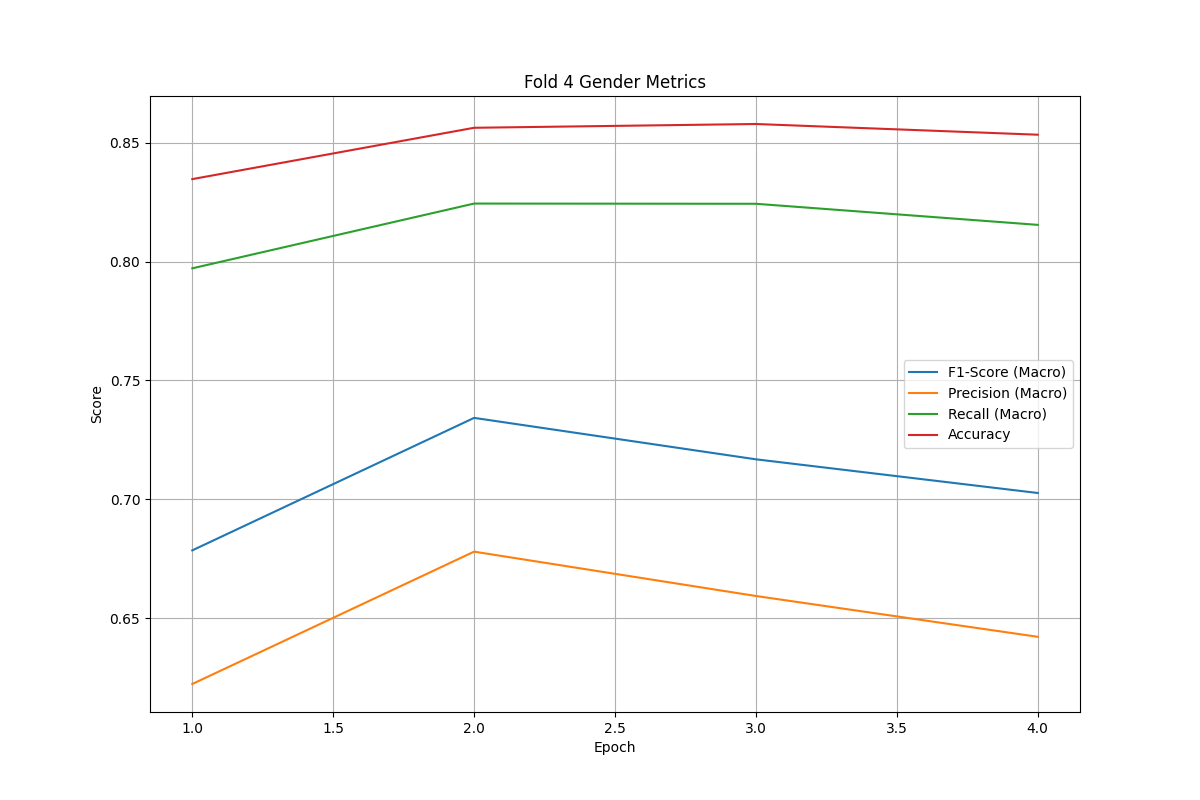 Fold 4 Gender Metrics
Score
0.85
0.80
0.75
0.70
0.65
F1-Score (Macro)
Precision (Macro)
Recall (Macro)
Accuracy
1.0 1.5 2.0 2.5 3.0 3.5 4.0
Epoch